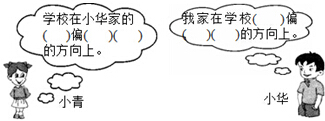 学校在小华家的
(  )偏(  )(  )
的方向上。
我家在学校(  )偏
(  )(  )的方向上。
小青
小华